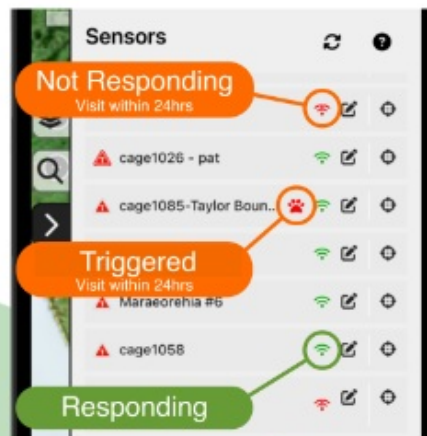 Sensors
Not Responding
Visit within 24hrs
cage1026 - pat
cage1085-Taylor Boun...
Triggered
Visit within 24hrs
Maraeorehia #6
cage1058
Responding